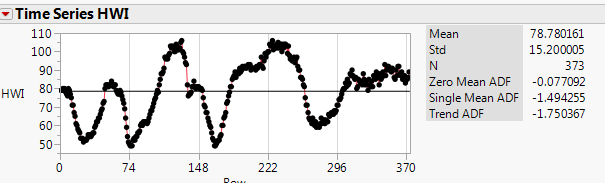 Time Series HWI
110
100
90
80
70
60
50
HWI
0
74
148
222
296
370
Row
Mean 78.780161
Std 15.200005
N 373
Zero Mean ADF -0.077092
Single Mean ADF -1.494255
Trend ADF -1.750367